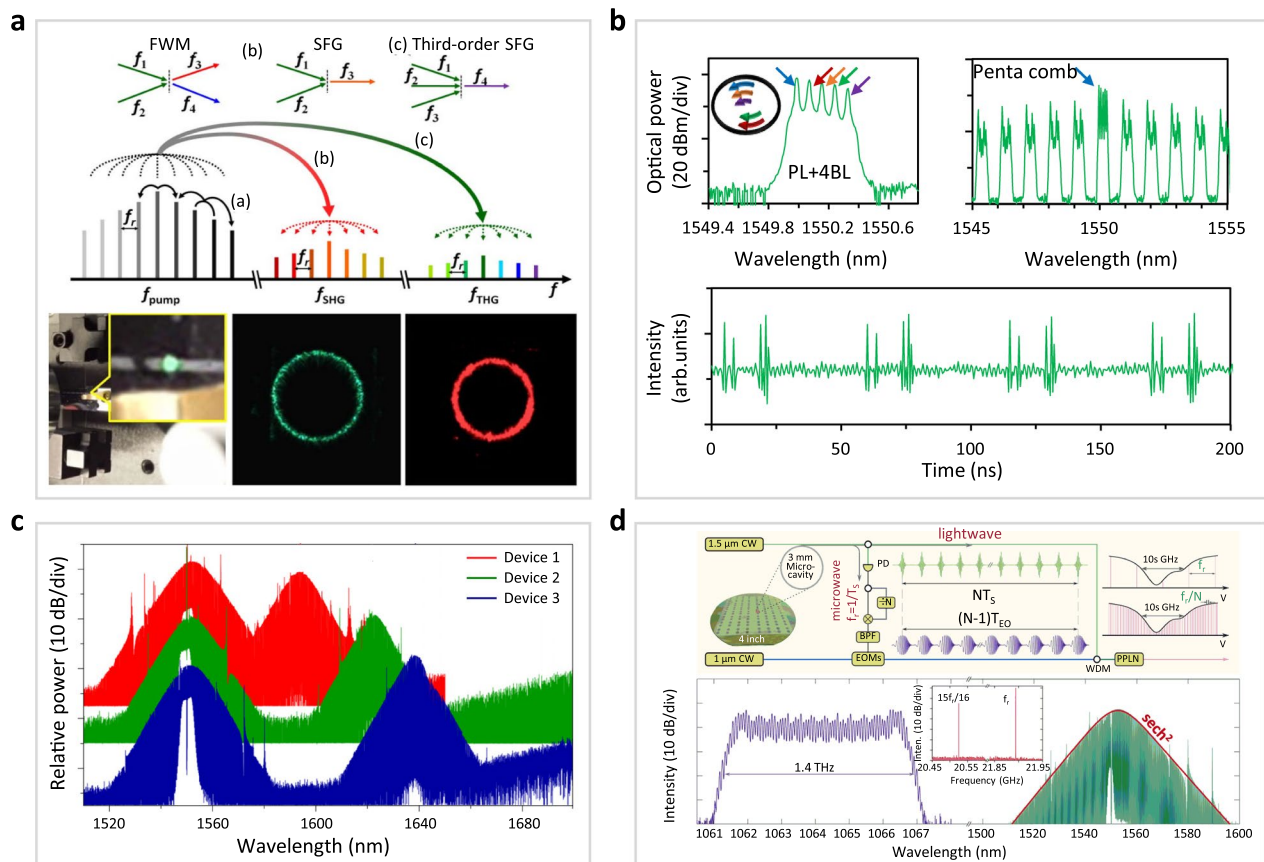 a
FWM
(b)
SFG
(c) Third-order SFG
f1
f3
f2
f4
f1
f3
f2
f1
f2
f4
f3
(c)
(b)
(a)
fr
fr
fr
fpump
fSHG
fTHG
f
b
Optical power
(20 dBm/div)
PL+4BL
1549.4 1549.8 1550.2 1550.6
Wavelength (nm)
Penta comb
1545 1550 1555
Wavelength (nm)
Intensity
(arb.units)
0 50 100 150 200
Time (ns)
c
Relative power (10 dB/div)
Device 1
Device 2
Device 3
1520 1560 1600 1640 1680
Wavelength (nm)
d
lightwave
1.5 μm CW
3 mm
Micro-
cavity
4 inch
microwave
fr=1/TS
PD
÷N
BPF
EOMs
NTS
(N-1)TEO
1 μm CW
WDM
PPLN
10s GHz
fr
V
fr/N
10s GHz
V
Intensity (10 dB/div)
1.4 THz
Inten. (10 dB/div)
15fr/16
fr
20.45 20.55 21.85 21.95
Frequency (GHz)
sech2
1061 1062 1063 1064 1065 1066 1067 1500 1520 1540 1560 1580 1600
Wavelength (nm)